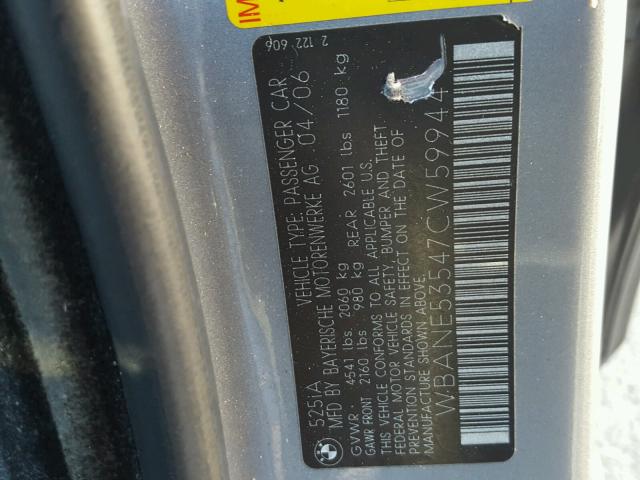 IM
2 122 606
525iA VEHICLE TYPE: PASSENGER CAR
MFD BY BAYERISCHE MOTORENWERKE AG 04/06
GVWR: 4541 lbs 2060 kg REAR 2601 lbs 1180 kg
GAWR FRONT 2160 lbs 980 kg
THIS VEHICLE CONFORMS TO ALL APPLICABLE U.S.
FEDERAL MOTOR VEHICLE SAFETY, BUMPER AND THEFT
PREVENTION STANDARDS IN EFFECT ON THE DATE OF
MANUFACTURE SHOWN ABOVE.
WBANE53547CW59944